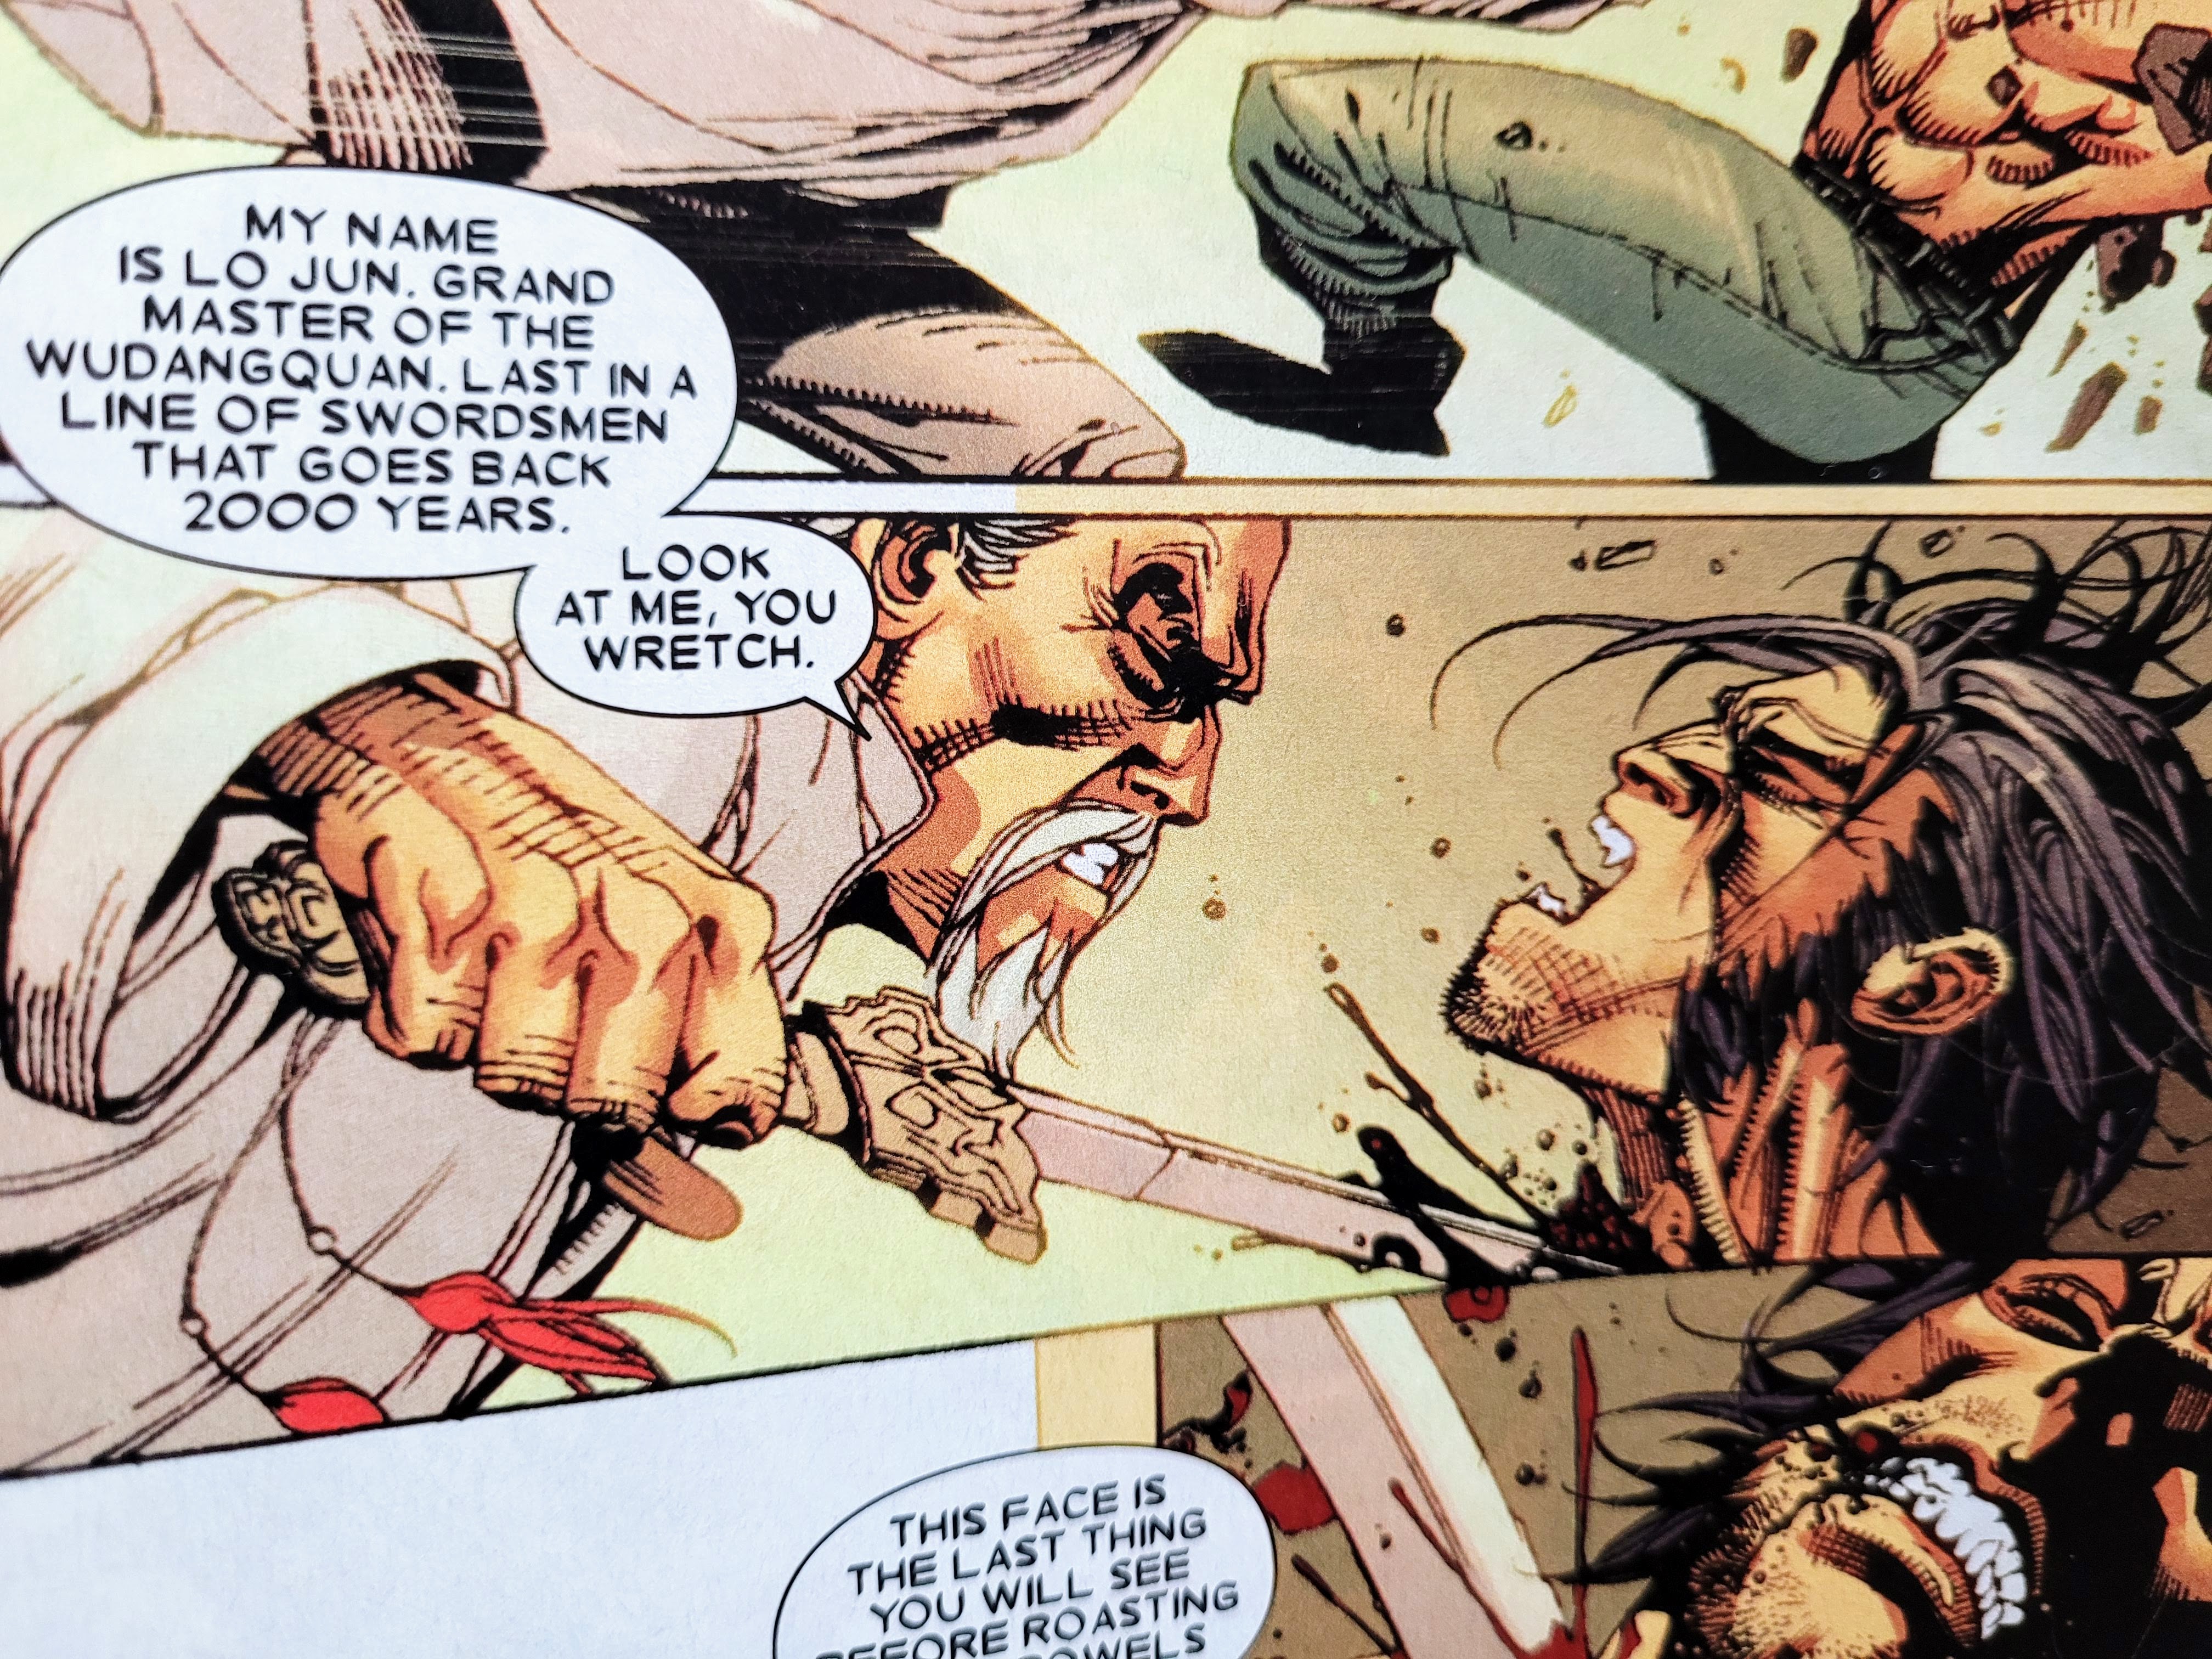 MY NAME
IS LO JUN. GRAND
MASTER OF THE
WUDANGQUAN. LAST IN A
LINE OF SWORDSMEN
THAT GOES BACK
2000 YEARS.
LOOK
AT ME, YOU
WRETCH.
THIS FACE IS
THE LAST THING
YOU WILL SEE
BEFORE ROASTING